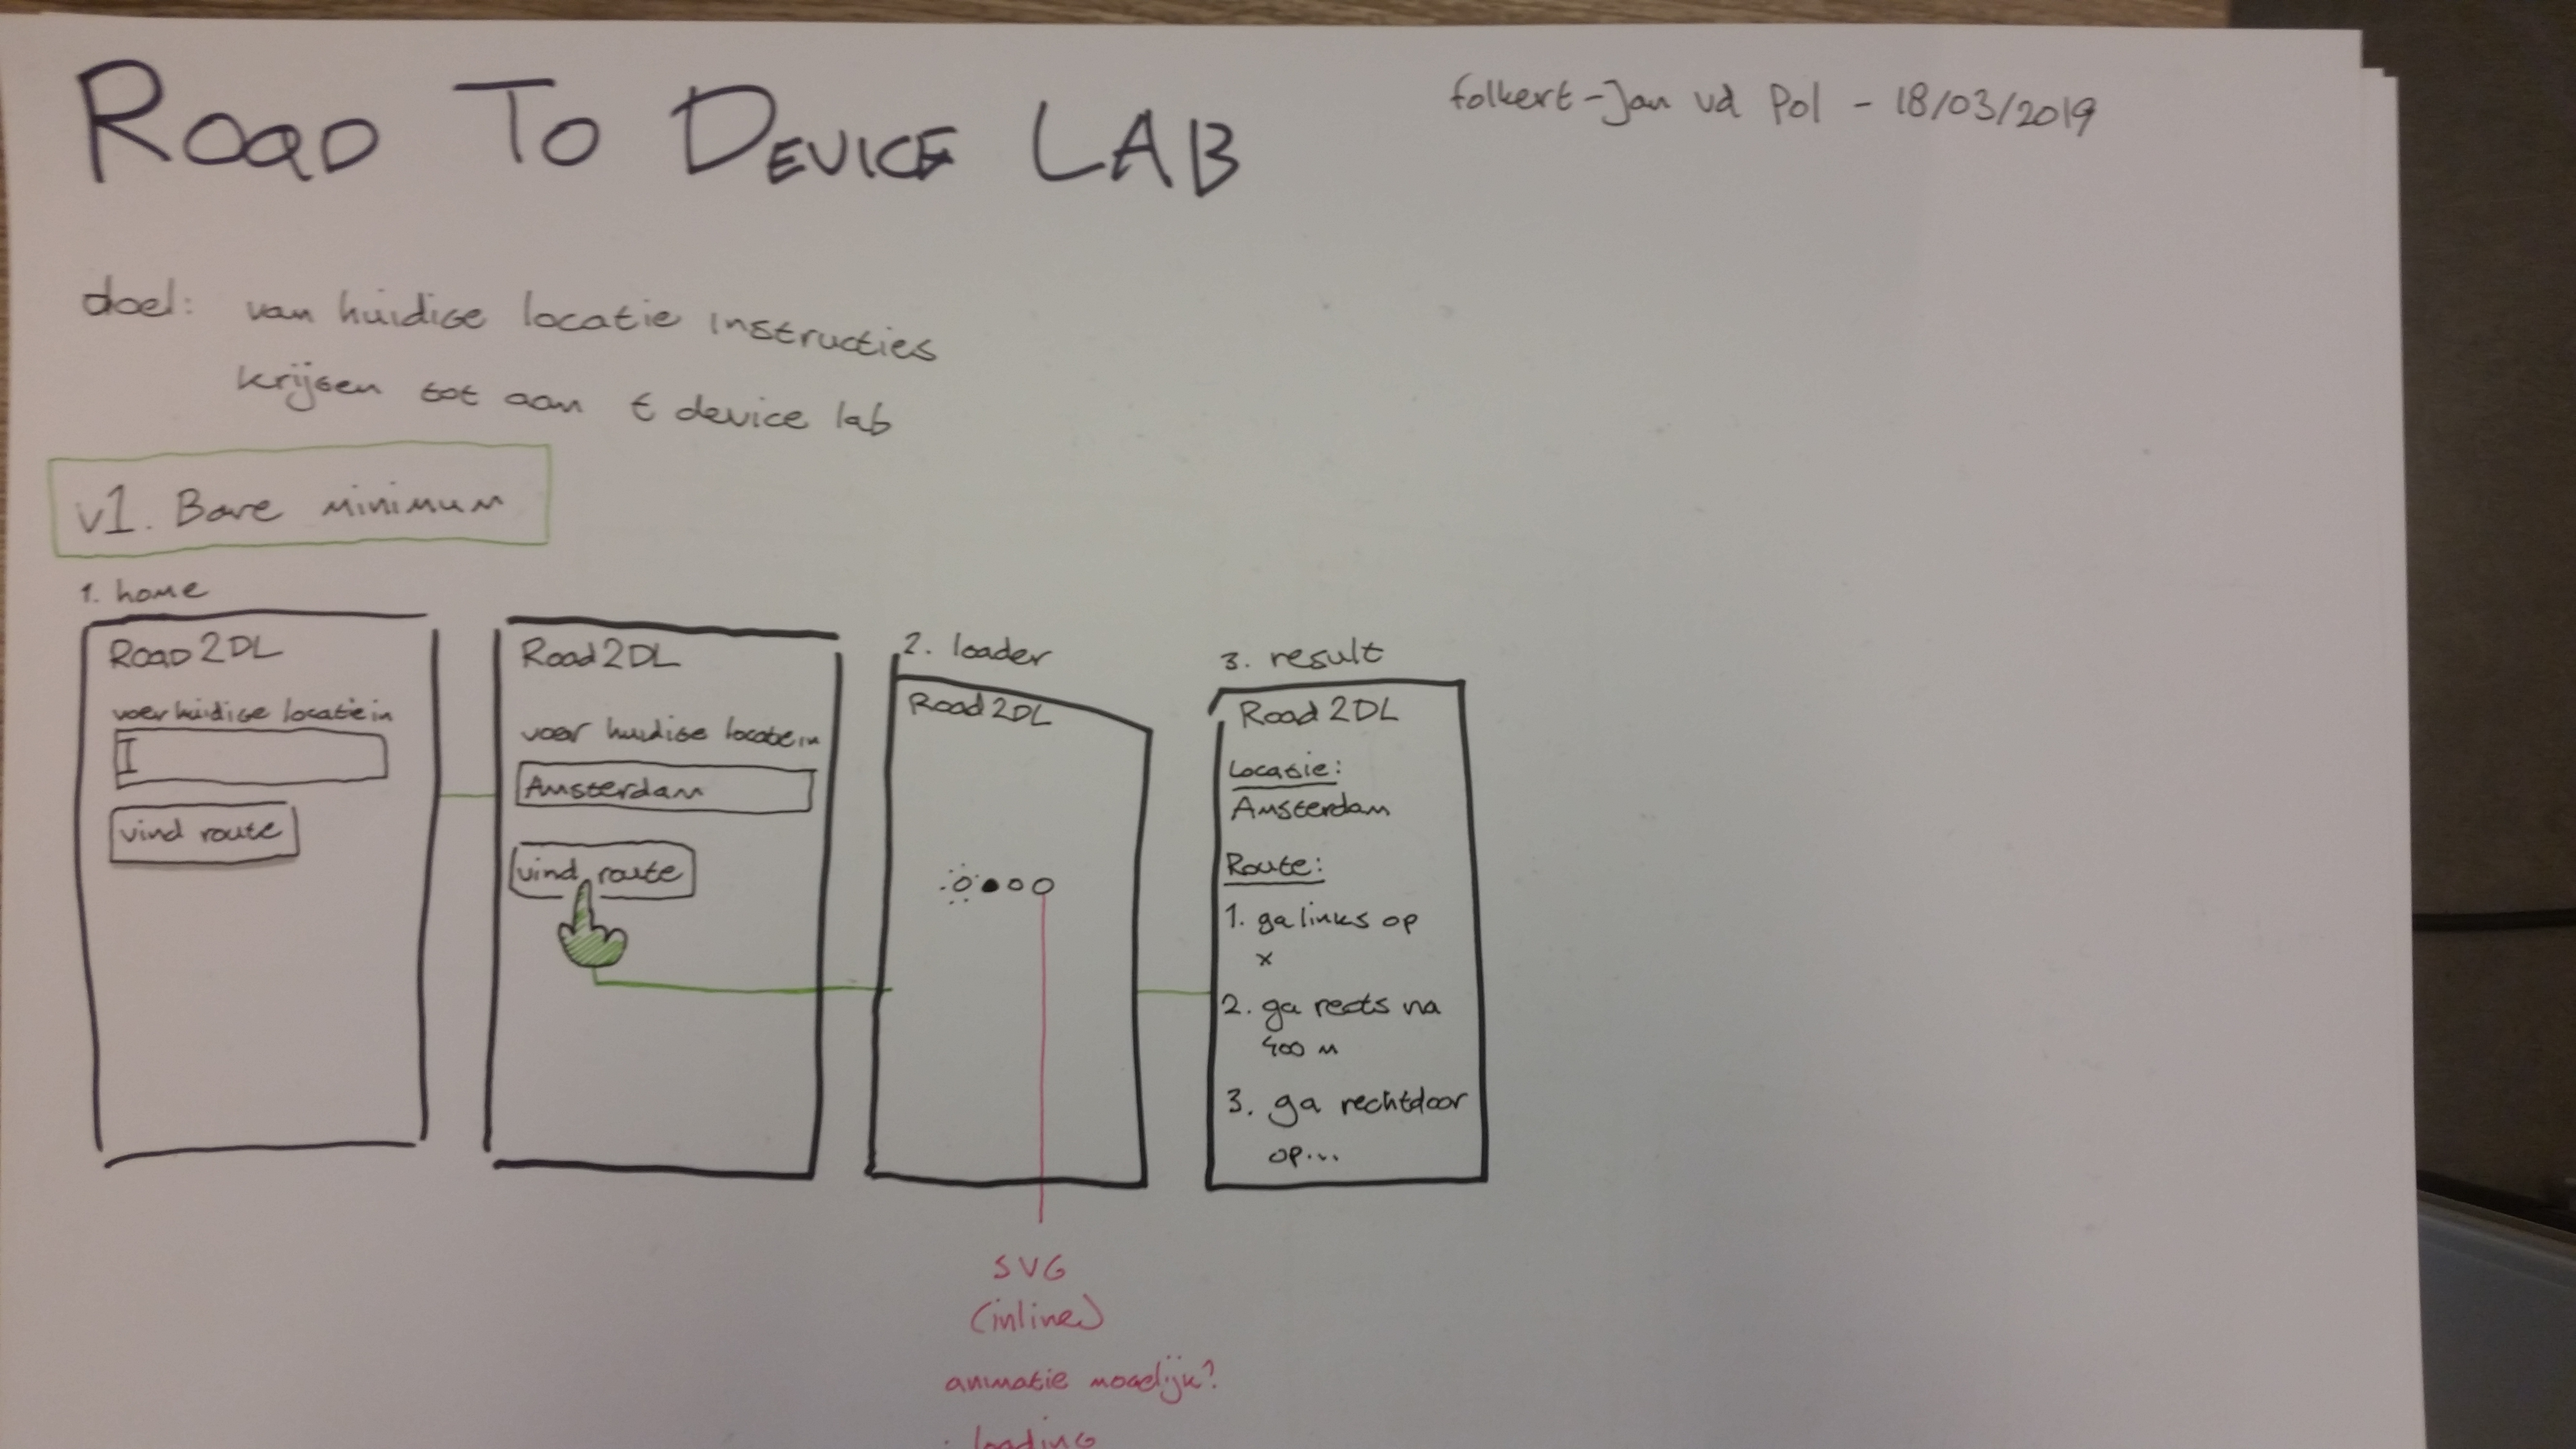 ROAD TO DEVICE LAB
folkert-Jan vd Pol - 18/03/2019
doel: van huidige locatie instructies
krijgen tot aan t device lab
v1. Bare minimum
1. home
Road2DL
voer huidige locatie in
vind route
Road2DL
voer huidige locatie in
Amsterdam
vind route
2. loader
Road2DL
SVG
(inline)
animatie moeilijk?
loading
3. result
Road2DL
Locatie:
Amsterdam
Route:
1. ga links op
x
2. ga rects na
400 m
3. ga rechtdoor
op...